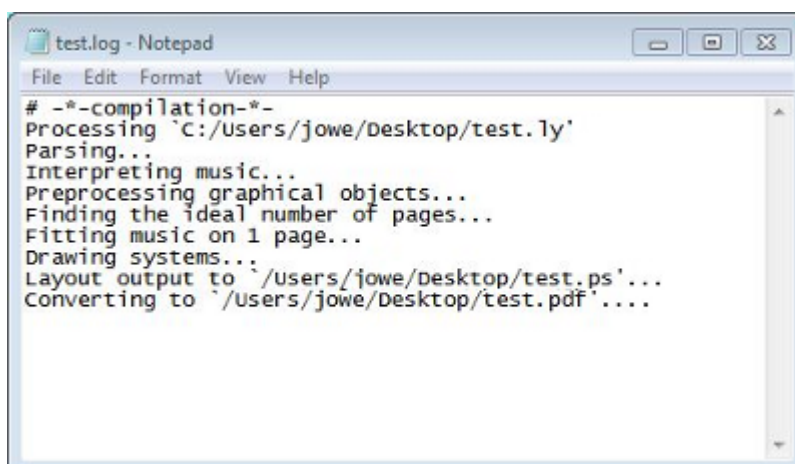 test.log - Notepad
File Edit Format View Help
# -*-compilation-*-
Processing `C:/Users/jowe/Desktop/test.ly'
Parsing...
Interpreting music...
Preprocessing graphical objects...
Finding the ideal number of pages...
Fitting music on 1 page...
Drawing systems...
Layout output to `/Users/jowe/Desktop/test.ps'...
Converting to `/Users/jowe/Desktop/test.pdf'....